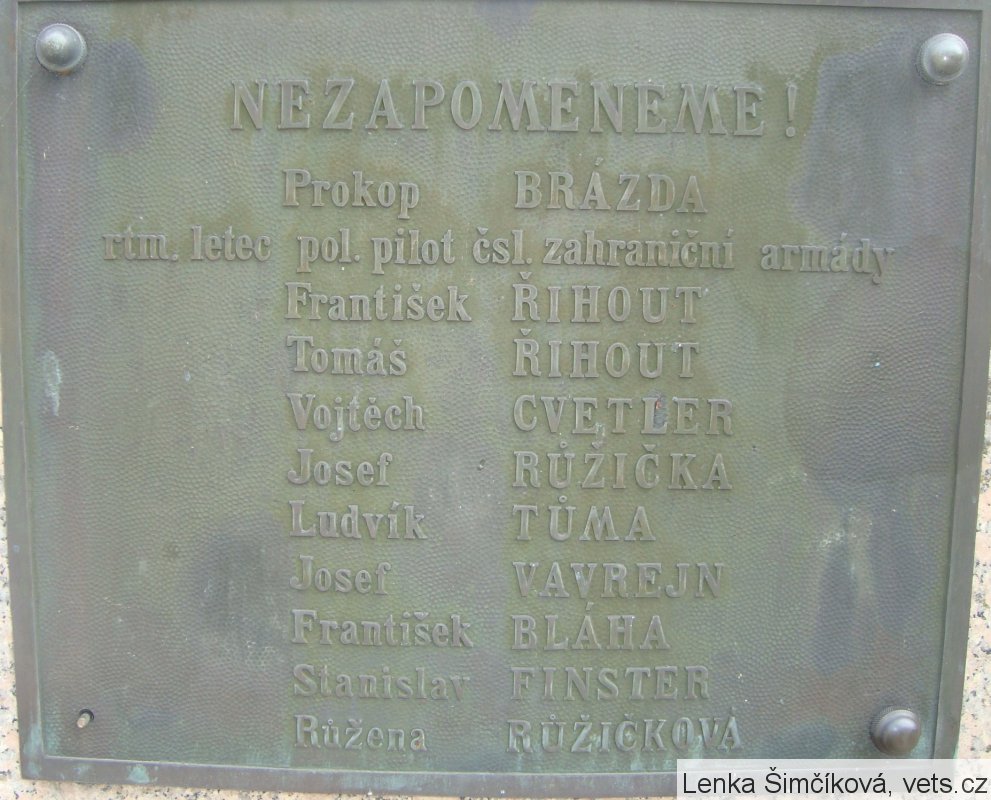 NEZAPOMENEME!
Prokop BRÁZDA
rtm. letec pol. pilot čsl. zahraniční armády
František ŘIHOUT
Tomáš ŘIHOUT
Vojtěch CVETLER
Josef RŮŽIČKA
Ludvík TŮMA
Josef VAVREJN
František BLÁHA
Stanislav FINSTER
Růžena RŮŽIČKOVÁ
Lenka Šimčíková, vets.cz